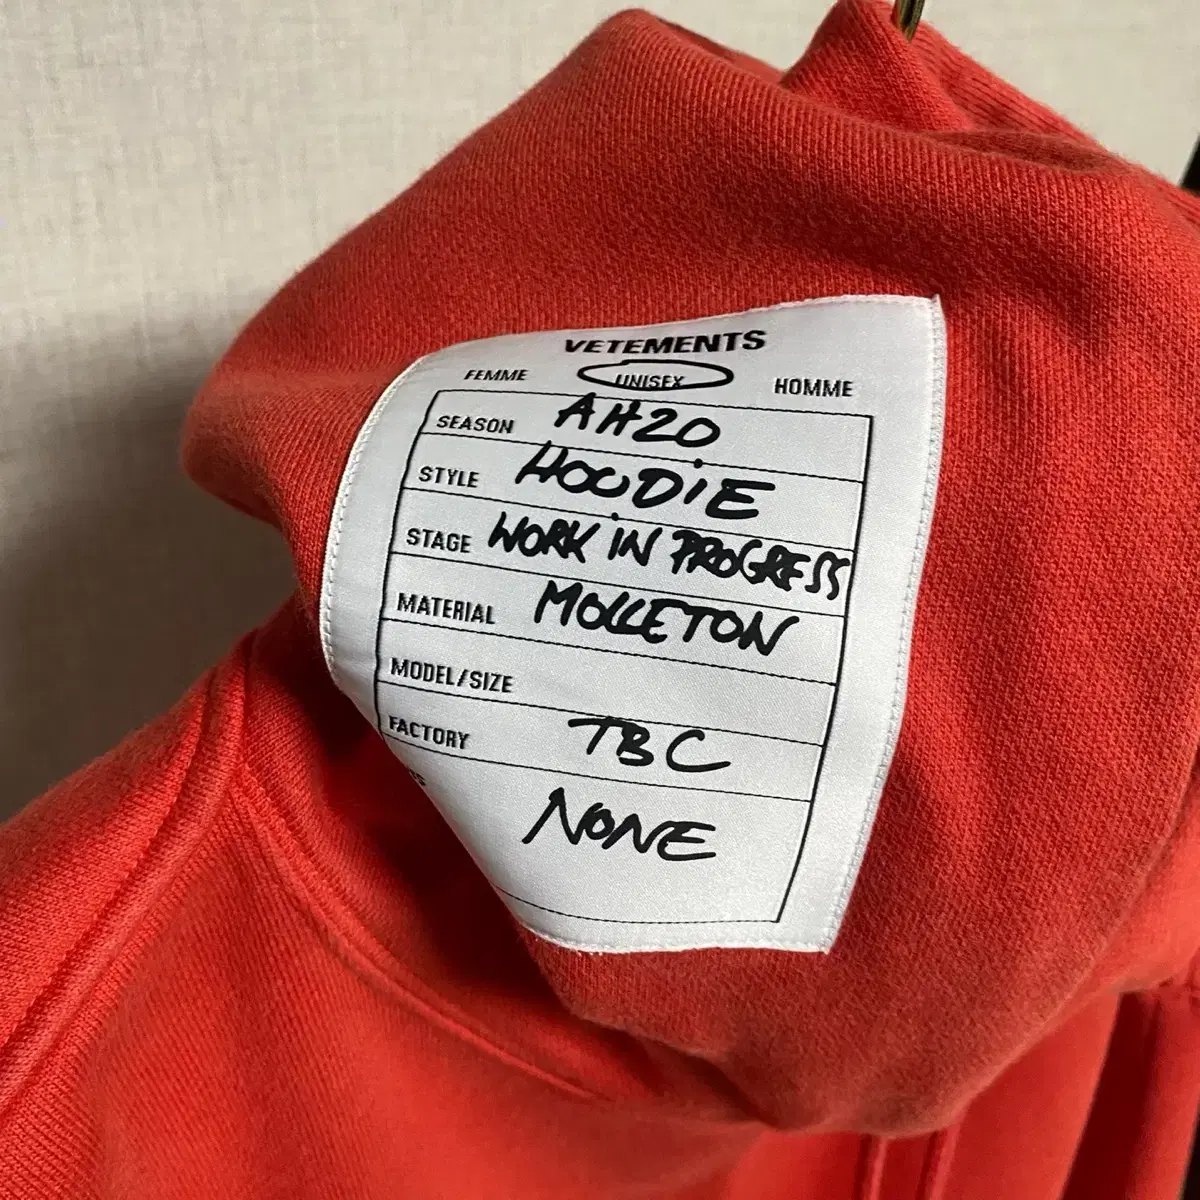 VETEMENTS
FEMME UNISEX HOMME
SEASON AH20
STYLE HOODiE
STAGE WORK iN PROGRESS
MATERIAL MOLLETON
MODEL/SIZE
FACTORY TBC
NONE